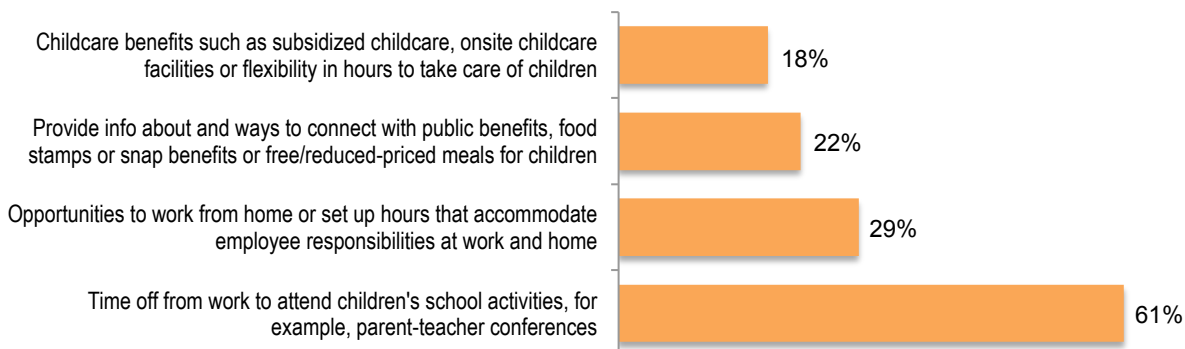 Childcare benefits such as subsidized childcare, onsite childcare
facilities or flexibility in hours to take care of children
18%
Provide info about and ways to connect with public benefits, food
stamps or snap benefits or free/reduced-priced meals for children
22%
Opportunities to work from home or set up hours that accommodate
employee responsibilities at work and home
29%
Time off from work to attend children's school activities, for
example, parent-teacher conferences
61%